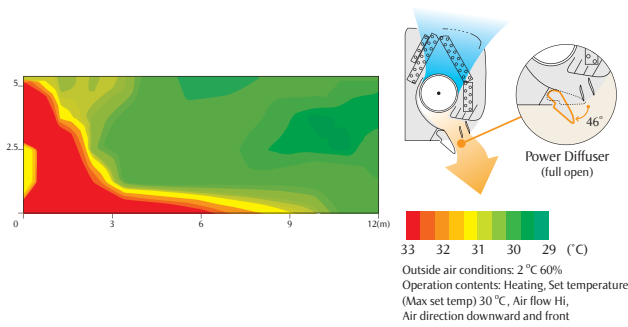 5
2.5
0
3
6
9
12(m)
46°
Power Diffuser
(full open)
33 32 31 30 29 (°C)
Outside air conditions: 2 °C 60%
Operation contents: Heating, Set temperature
(Max set temp) 30 °C, Air flow Hi,
Air direction downward and front